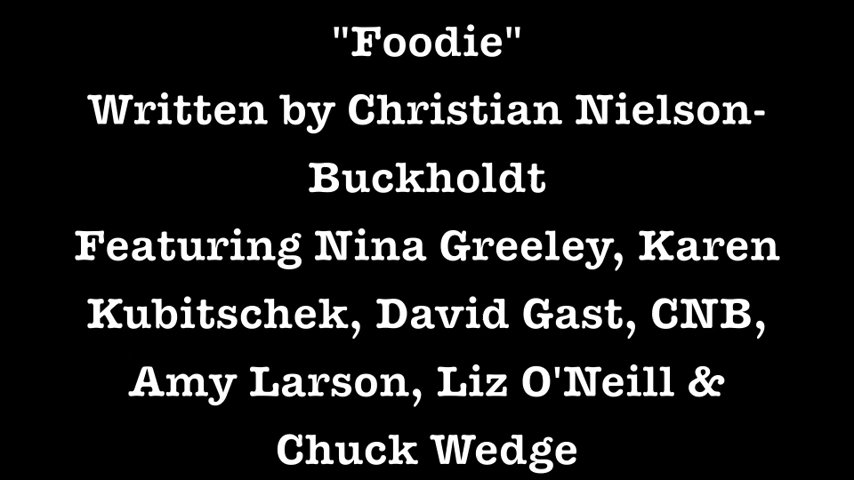 "Foodie"
Written by Christian Nielson-
Buckholdt
Featuring Nina Greeley, Karen
Kubitschek, David Gast, CNB,
Amy Larson, Liz O'Neill &
Chuck Wedge